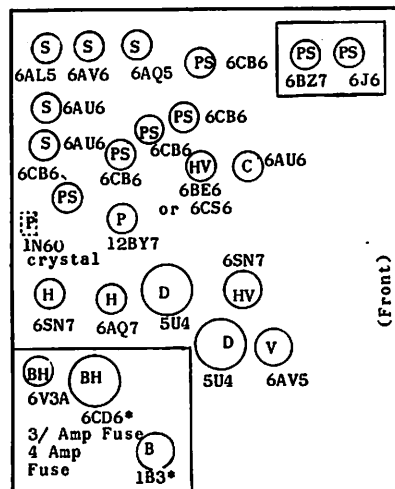 S S S PS 6CB6 PS PS
6AL5 6AV6 6AQ5 6BZ7 6J6
S 6AU6 PS 6CB6
PS
S 6AU6 PS 6CB6 HV C 6AU6
6CB6 6CB6 6BE6
PS or 6CS6
P P
1N60 12BY7
crystal
6SN7
H H D HV
6SN7 6AQ7 5U4
D V
5U4 6AV5
(Front)
BH BH
6V3A
6CD6*
3/ Amp Fuse
4 Amp
Fuse B
1B3*